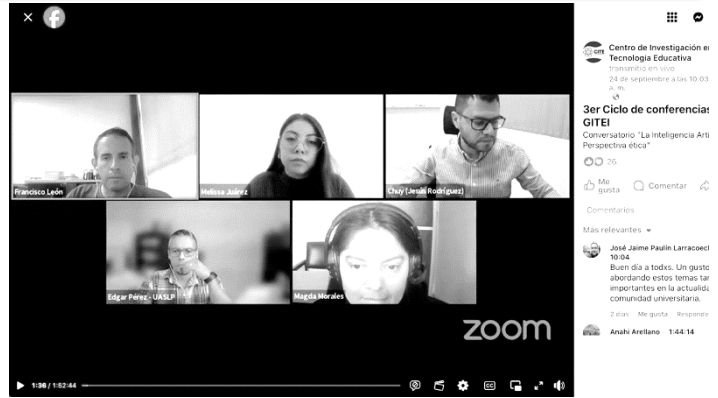 Francisco León
Melissa Juárez
Chuy (Jesús Rodríguez)
Edgar Pérez - UASLP
Magda Morales
zoom
1:36 / 1:52:44
CITE
Centro de Investigación en
Tecnología Educativa
transmitió en vivo.
24 de septiembre a las 10:03
a. m.
3er Ciclo de conferencias
GITEI
Conversatorio "La Inteligencia Arti
Perspectiva ética"
26
Me
gusta
Comentar
Comentarios
Más relevantes
José Jaime Paulín Larracoech
10:04
Buen día a todxs. Un gusto
abordando estos temas tan
importantes en la actualida
comunidad universitaria.
2 días Me gusta Responde
Anahi Arellano 1:44:14